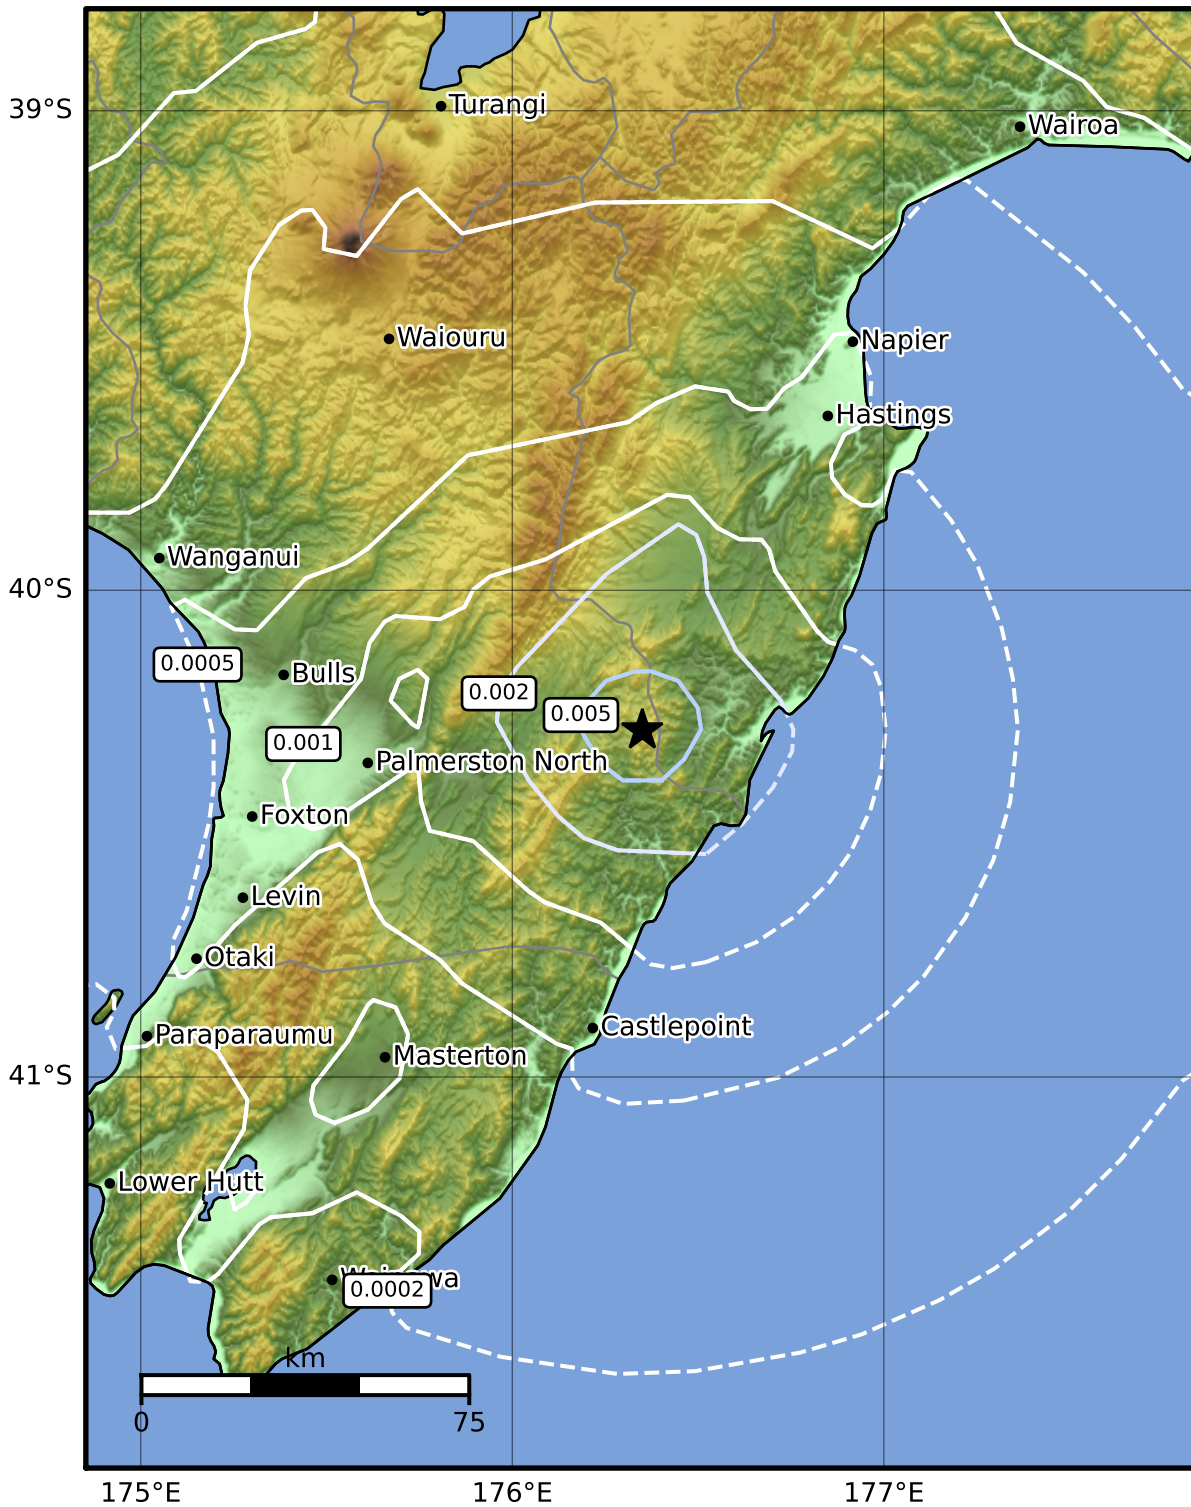 Turangi
39°S
Wairoa
Waiouru
Napier
Hastings
Wanganui
40°S
0.0005
Bulls
0.002
0.005
0.001
Palmerston North
Foxton
Levin
Otaki
Castlepoint
Paraparaumu
Masterton
41°S
Lower Hutt
0.0002
km
0
75
175°E
176°E
177°E